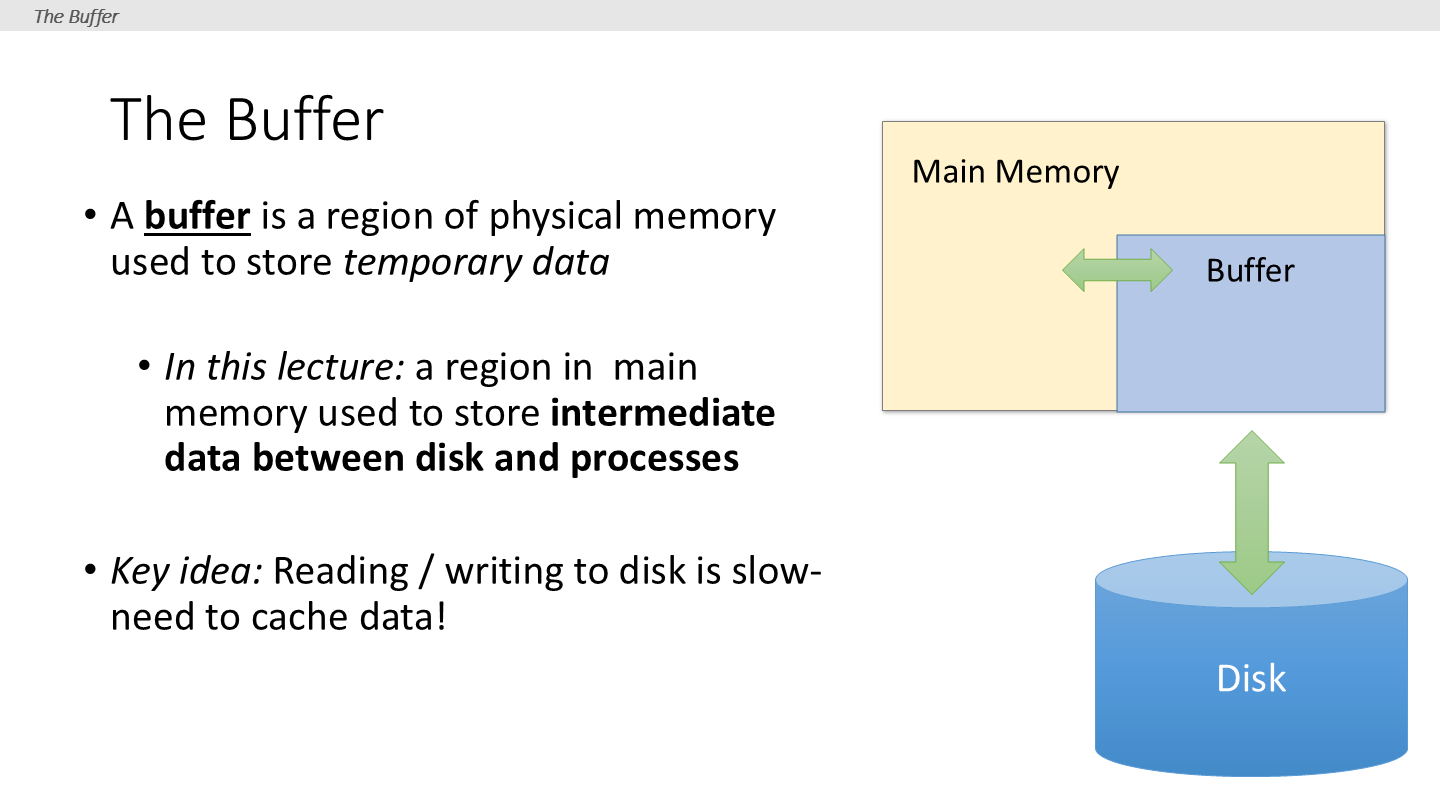 The Buffer
The Buffer
• A buffer is a region of physical memory
used to store temporary data
• In this lecture: a region in  main
memory used to store intermediate
data between disk and processes
• Key idea: Reading / writing to disk is slow-
need to cache data!
Main Memory
Buffer
Disk